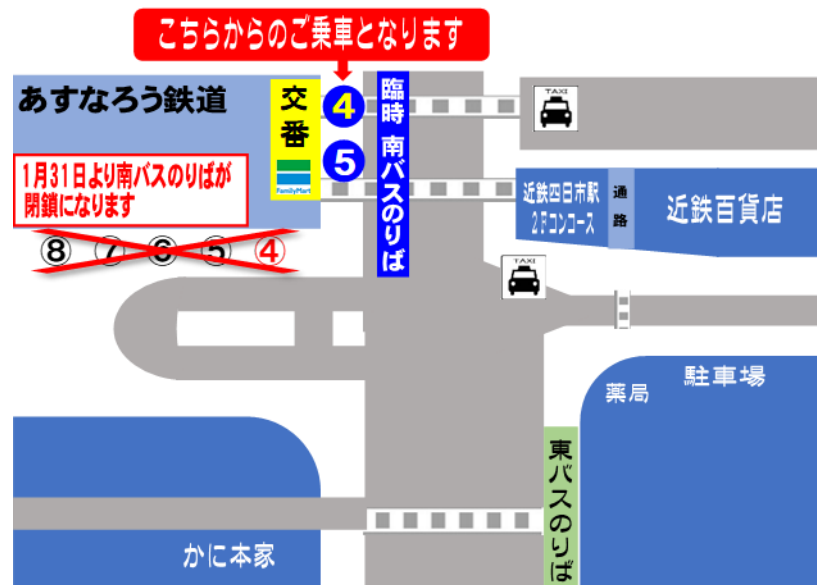 こちらからのご乗車となります
あすなろう鉄道
交番
FamilyMart
④
⑤
臨時 南バスのりば
TAXI
1月31日より南バスのりばが
閉鎖になります
⑧ ⑦ ⑥ ⑤ ④
近鉄四日市駅
2Fコンコース
通路
近鉄百貨店
TAXI
薬局
駐車場
東バスのりば
かに本家